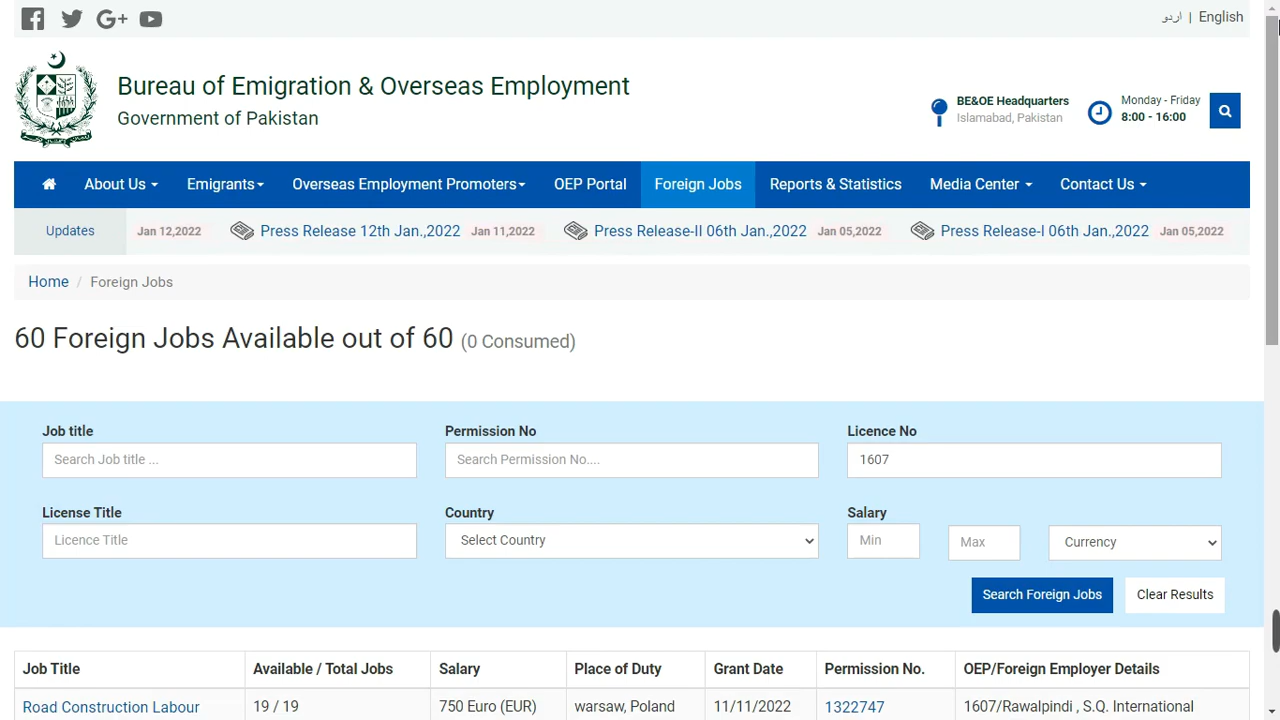 اردو | English
Bureau of Emigration & Overseas Employment
Government of Pakistan
BE&OE Headquarters
Islamabad, Pakistan
Monday - Friday
8:00 - 16:00
About Us Emigrants Overseas Employment Promoters OEP Portal Foreign Jobs Reports & Statistics Media Center Contact Us
Updates Jan 12,2022 Press Release 12th Jan.,2022 Jan 11,2022 Press Release-II 06th Jan.,2022 Jan 05,2022 Press Release-I 06th Jan.,2022 Jan 05,2022
Home / Foreign Jobs
60 Foreign Jobs Available out of 60 (0 Consumed)
Job title Permission No Licence No
Search Job title ... Search Permission No.... 1607
License Title Country Salary
Licence Title Select Country Min Max Currency
Search Foreign Jobs Clear Results
Job Title Available / Total Jobs Salary Place of Duty Grant Date Permission No. OEP/Foreign Employer Details
Road Construction Labour 19 / 19 750 Euro (EUR) warsaw, Poland 11/11/2022 1322747 1607/Rawalpindi , S.Q. International